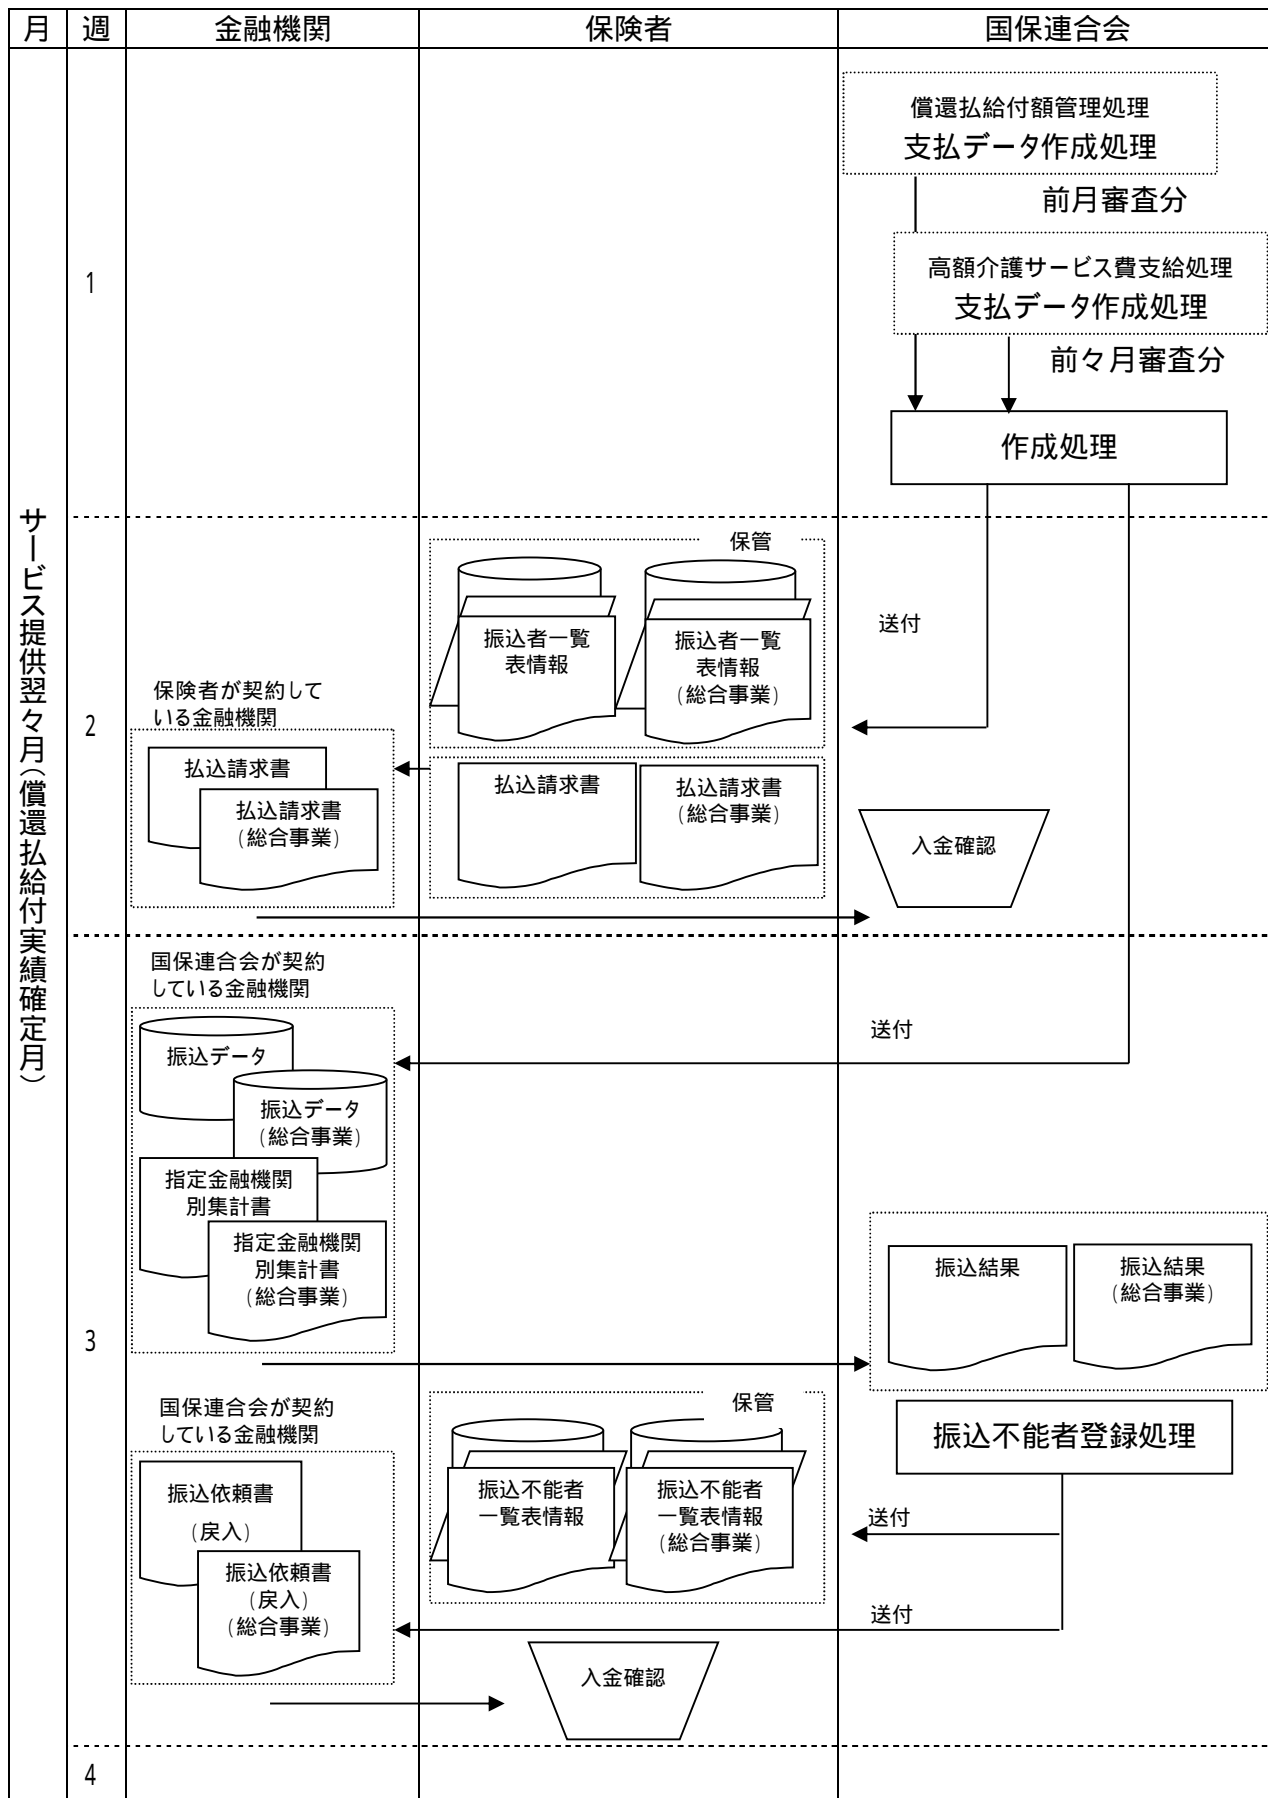 月 週 金融機関 保険者 国保連合会
サービス提供翌々月（償還払給付実績確定月）
1
償還払給付額管理処理
支払データ作成処理
前月審査分
高額介護サービス費支給処理
支払データ作成処理
前々月審査分
作成処理
2
保管
振込者一覧
表情報
振込者一覧
表情報
(総合事業)
送付
保険者が契約して
いる金融機関
払込請求書
払込請求書
(総合事業)
払込請求書
払込請求書
(総合事業)
入金確認
3
国保連合会が契約
している金融機関
送付
振込データ
振込データ
(総合事業)
指定金融機関
別集計書
指定金融機関
別集計書
(総合事業)
振込結果
振込結果
(総合事業)
国保連合会が契約
している金融機関
保管
振込不能者登録処理
振込依頼書
(戻入)
振込依頼書
(戻入)
(総合事業)
振込不能者
一覧表情報
振込不能者
一覧表情報
(総合事業)
送付
送付
入金確認
4